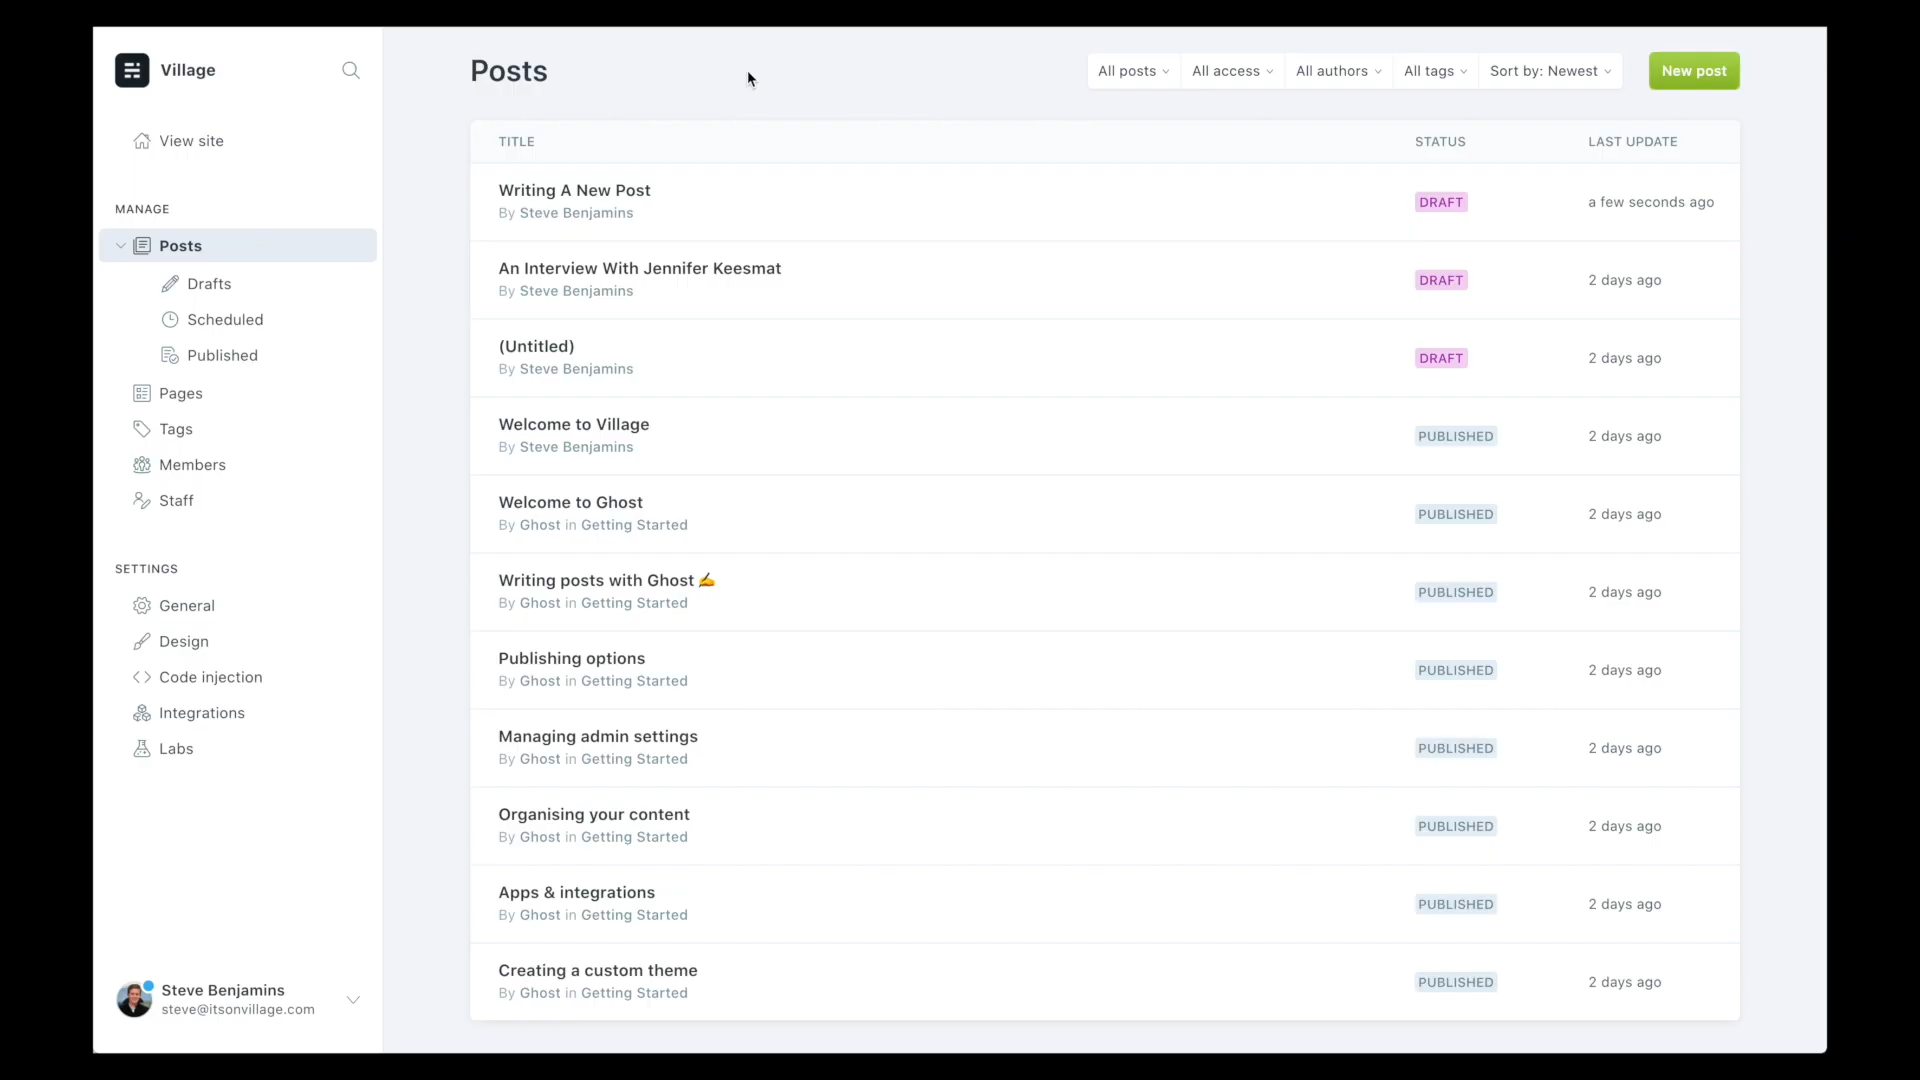 Village
View site
MANAGE
Posts
Drafts
Scheduled
Published
Pages
Tags
Members
Staff
SETTINGS
General
Design
Code injection
Integrations
Labs
Steve Benjamins
steve@itsonvillage.com
Posts
All posts
All access
All authors
All tags
Sort by: Newest
New post
TITLE STATUS LAST UPDATE
Writing A New Post
By Steve Benjamins
DRAFT
a few seconds ago
An Interview With Jennifer Keesmat
By Steve Benjamins
DRAFT
2 days ago
(Untitled)
By Steve Benjamins
DRAFT
2 days ago
Welcome to Village
By Steve Benjamins
PUBLISHED
2 days ago
Welcome to Ghost
By Ghost in Getting Started
PUBLISHED
2 days ago
Writing posts with Ghost ✍️
By Ghost in Getting Started
PUBLISHED
2 days ago
Publishing options
By Ghost in Getting Started
PUBLISHED
2 days ago
Managing admin settings
By Ghost in Getting Started
PUBLISHED
2 days ago
Organising your content
By Ghost in Getting Started
PUBLISHED
2 days ago
Apps & integrations
By Ghost in Getting Started
PUBLISHED
2 days ago
Creating a custom theme
By Ghost in Getting Started
PUBLISHED
2 days ago